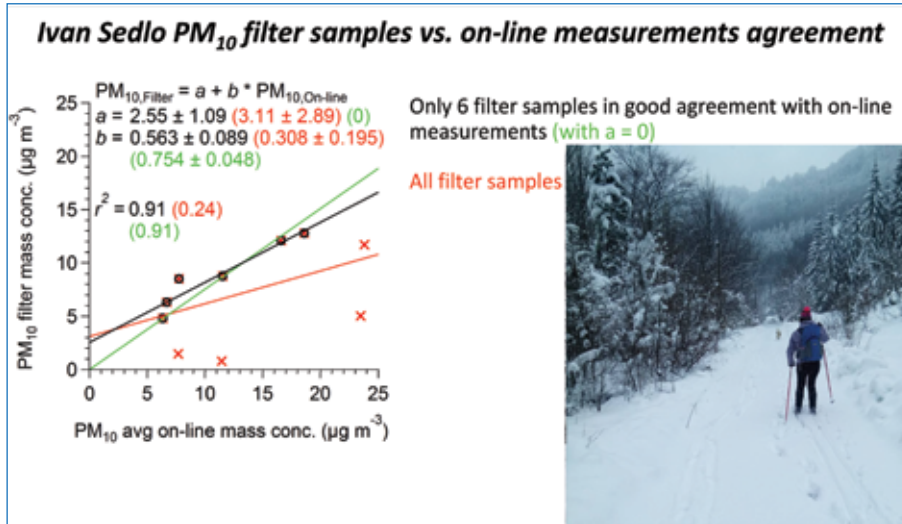 Ivan Sedlo PM10 filter samples vs. on-line measurements agreement
PM10,Filter = a + b * PM10,On-line
a = 2.55 ± 1.09 (3.11 ± 2.89) (0)
b = 0.563 ± 0.089 (0.308 ± 0.195)
(0.754 ± 0.048)
r² = 0.91 (0.24)
(0.91)
PM10 filter mass conc. (µg m⁻³)
25
20
15
10
5
0
0 5 10 15 20 25
PM10 avg on-line mass conc. (µg m⁻³)
Only 6 filter samples in good agreement with on-line
measurements (with a = 0)
All filter samples